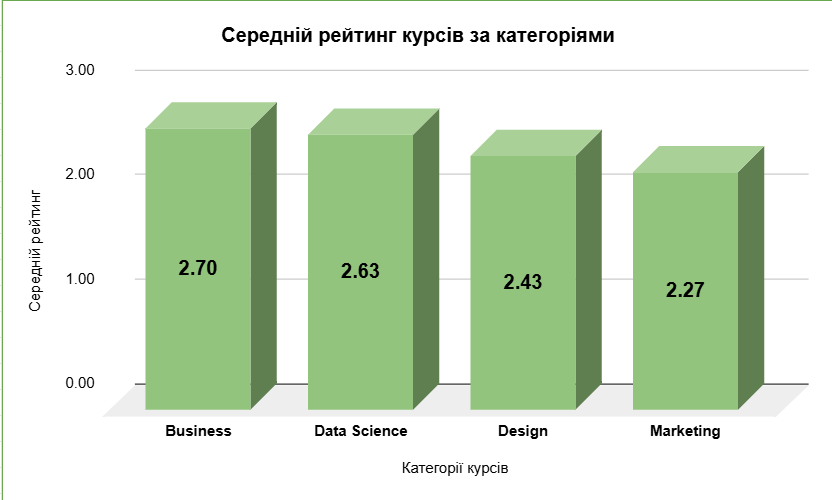 Середній рейтинг курсів за категоріями
3.00
2.00
1.00
0.00
Середній рейтинг
2.70
2.63
2.43
2.27
Business
Data Science
Design
Marketing
Категорії курсів